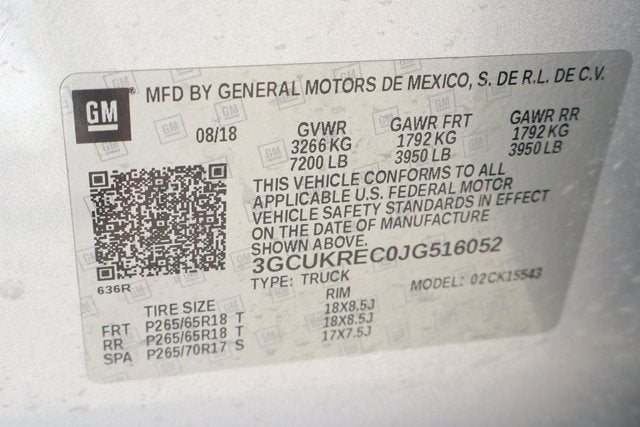 GM MFD BY GENERAL MOTORS DE MEXICO, S. DE R.L. DE C.V.
08/18 GVWR GAWR FRT GAWR RR
3266 KG 1792 KG 1792 KG
7200 LB 3950 LB 3950 LB
THIS VEHICLE CONFORMS TO ALL
APPLICABLE U.S. FEDERAL MOTOR
VEHICLE SAFETY STANDARDS IN EFFECT
ON THE DATE OF MANUFACTURE
SHOWN ABOVE.
3GCUKREC0JG516052
636R TYPE: TRUCK MODEL: 02CK15543
TIRE SIZE RIM
FRT P265/65R18 T 18X8.5J
RR P265/65R18 T 18X8.5J
SPA P265/70R17 S 17X7.5J